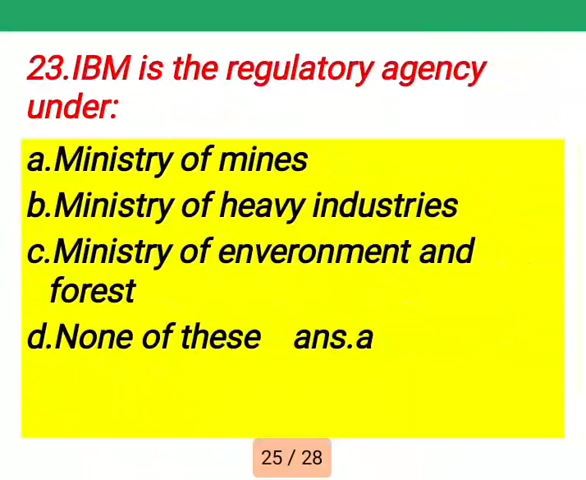 23.IBM is the regulatory agency
under:
a.Ministry of mines
b.Ministry of heavy industries
c.Ministry of enveronment and
forest
d.None of these ans.a
25 / 28